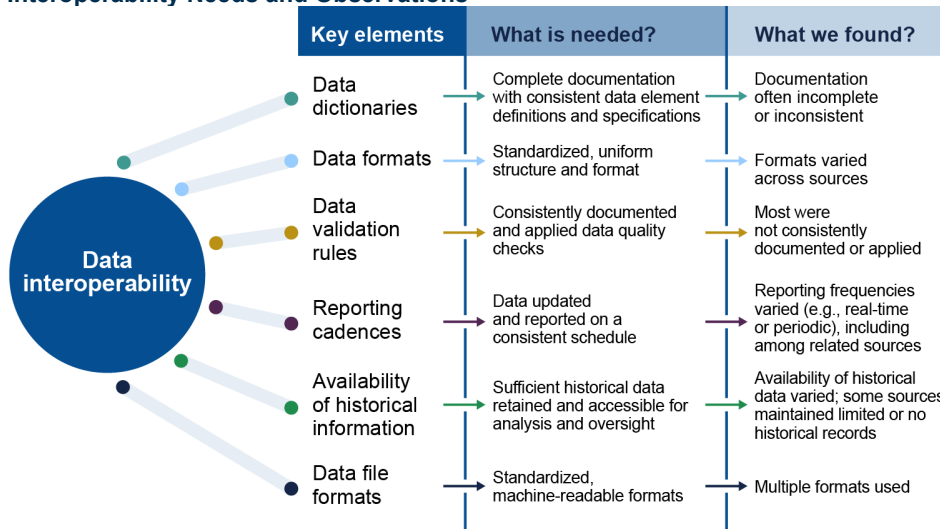 Interoperability Needs and Observations
Key elements
What is needed?
What we found?
Data
interoperability
Data
dictionaries
Complete documentation
with consistent data element
definitions and specifications
Documentation
often incomplete
or inconsistent
Data formats
Standardized, uniform
structure and format
Formats varied
across sources
Data
validation
rules
Consistently documented
and applied data quality
checks
Most were
not consistently
documented or applied
Reporting
cadences
Data updated
and reported on a
consistent schedule
Reporting frequencies
varied (e.g., real-time
or periodic), including
among related sources
Availability
of historical
information
Sufficient historical data
retained and accessible for
analysis and oversight
Availability of historical
data varied; some sources
maintained limited or no
historical records
Data file
formats
Standardized,
machine-readable formats
Multiple formats used